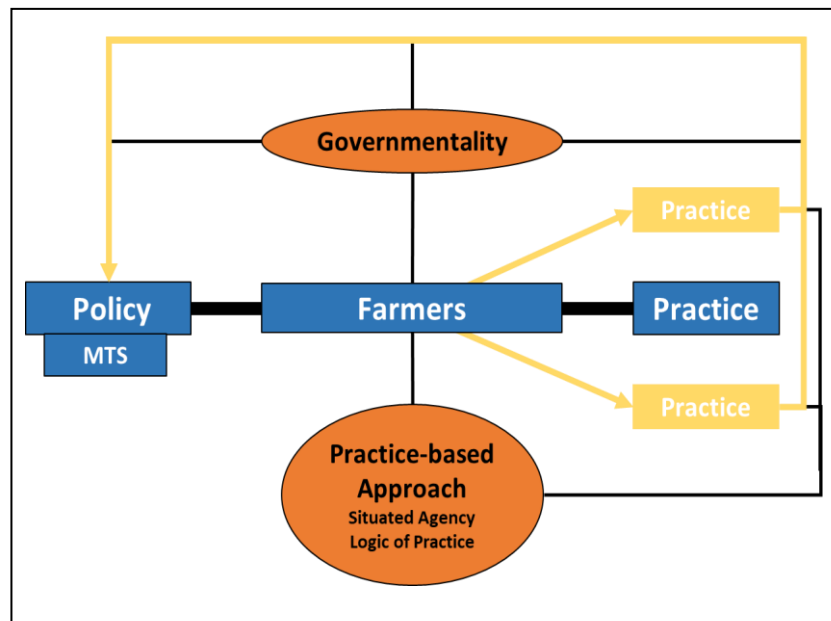 Governmentality
Practice
Policy
Farmers
Practice
MTS
Practice
Practice-based
Approach
Situated Agency
Logic of Practice